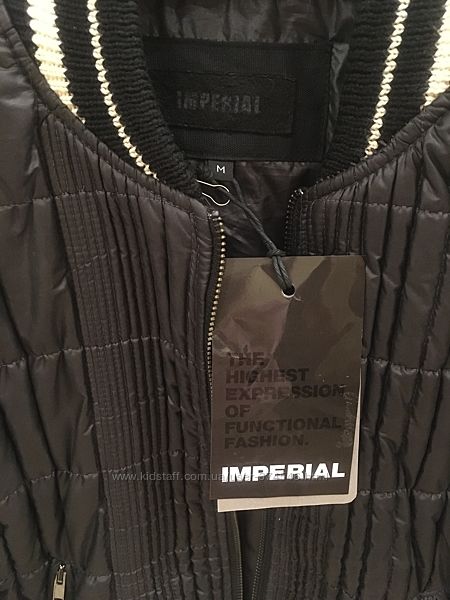 IMPERIAL
M
THE
HIGHEST
EXPRESSION
OF
FUNCTIONAL
FASHION.
IMPERIAL
www.kidstaff.com.ua